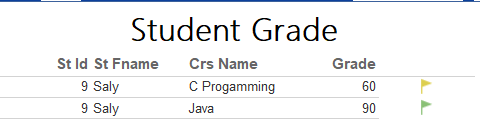 Student Grade
St Id St Fname Crs Name Grade
9 Saly C Progamming 60
9 Saly Java 90